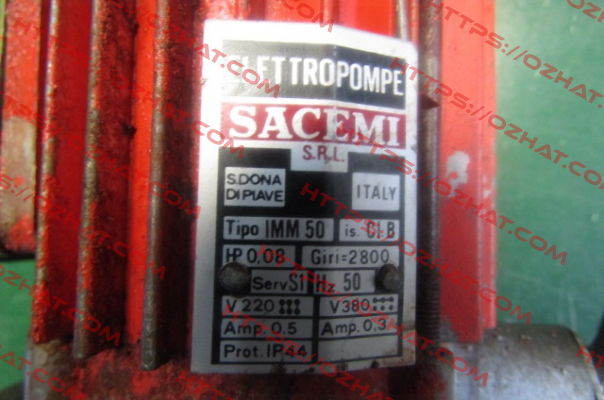 ELETTROPOMPE
SACEMI
S.R.L.
S.DONA DI PIAVE
ITALY
Tipo IMM 50 is. Cl.B
HP 0.08 Giri=2800
Serv S1 Hz. 50
V 220 V380
Amp. 0.5 Amp. 0.3
Prot. IP44
HTTPS://OZHAT.COM